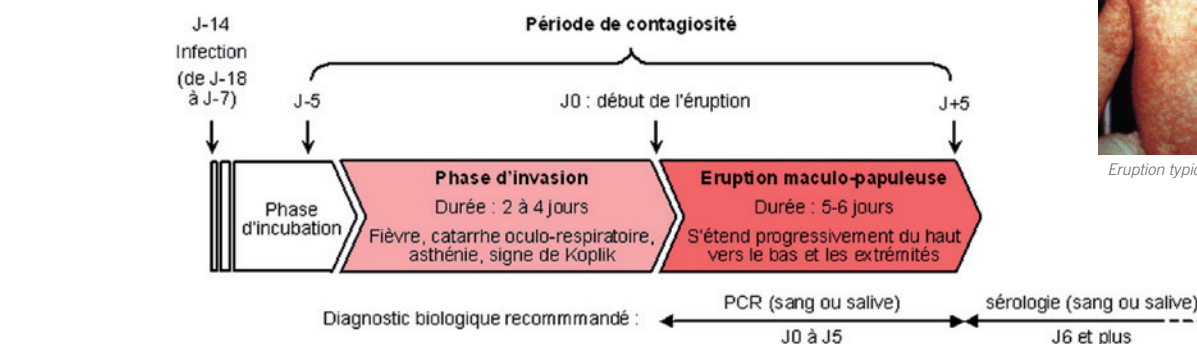 J-14
Infection
(de J-18
à J-7)
J-5
Période de contagiosité
J0 : début de l'éruption
J+5
Phase
d'incubation
Phase d'invasion
Durée : 2 à 4 jours
Fièvre, catarrhe oculo-respiratoire,
asthénie, signe de Koplik
Eruption maculo-papuleuse
Durée : 5-6 jours
S'étend progressivement du haut
vers le bas et les extrémités
Eruption
Diagnostic biologique recommmandé :
PCR (sang ou salive)
J0 à J5
sérologie (sang ou salive)
J6 et plus